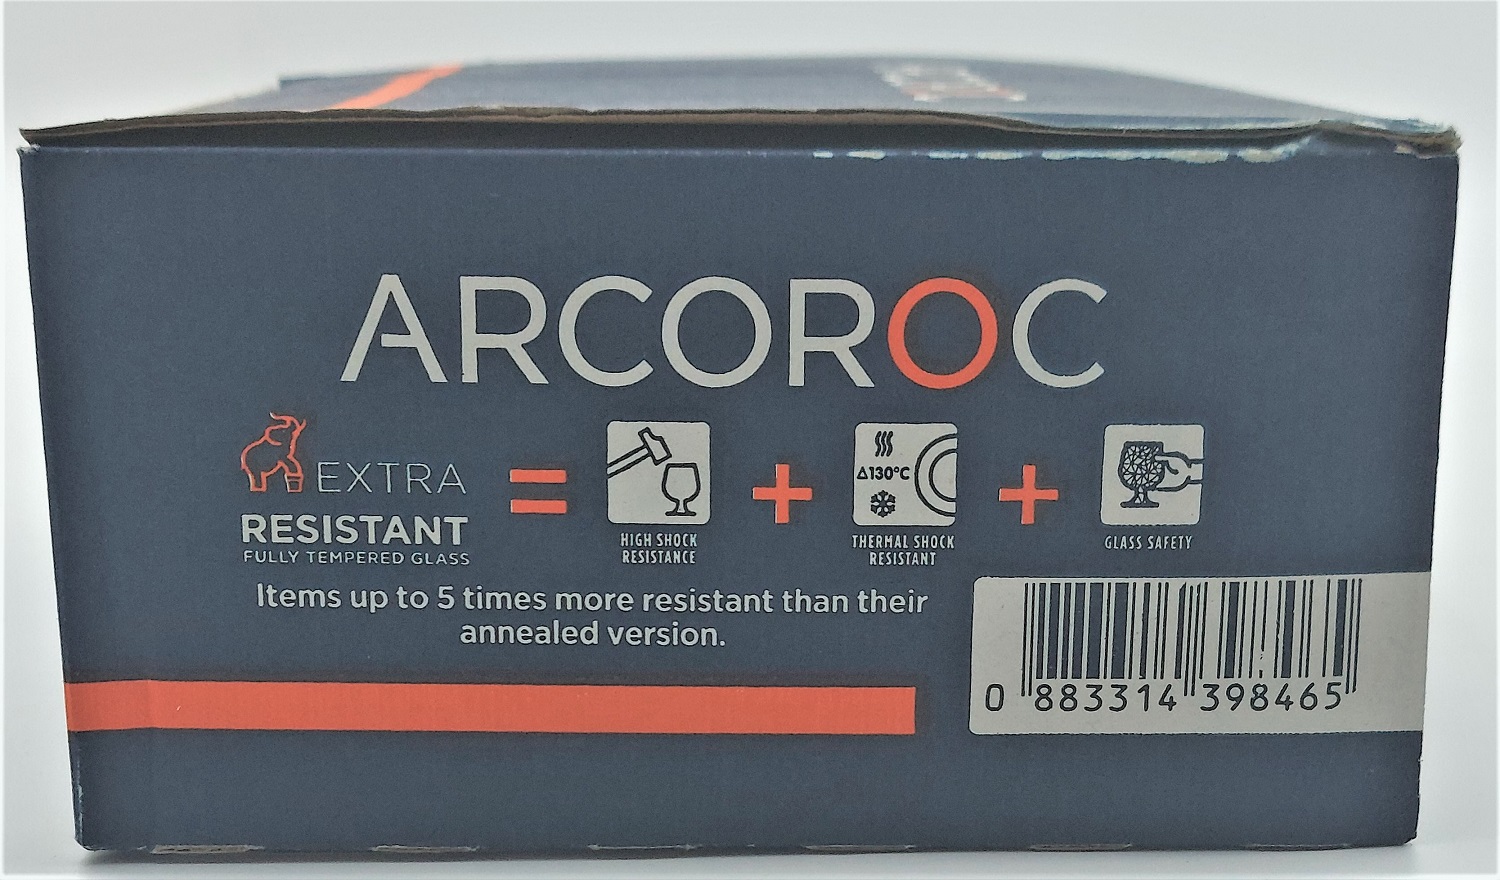 ARCOROC
EXTRA
RESISTANT
FULLY TEMPERED GLASS
=
HIGH SHOCK
RESISTANCE
+
Δ130°C
THERMAL SHOCK
RESISTANT
+
GLASS SAFETY
Items up to 5 times more resistant than their
annealed version.
0 883314 398465